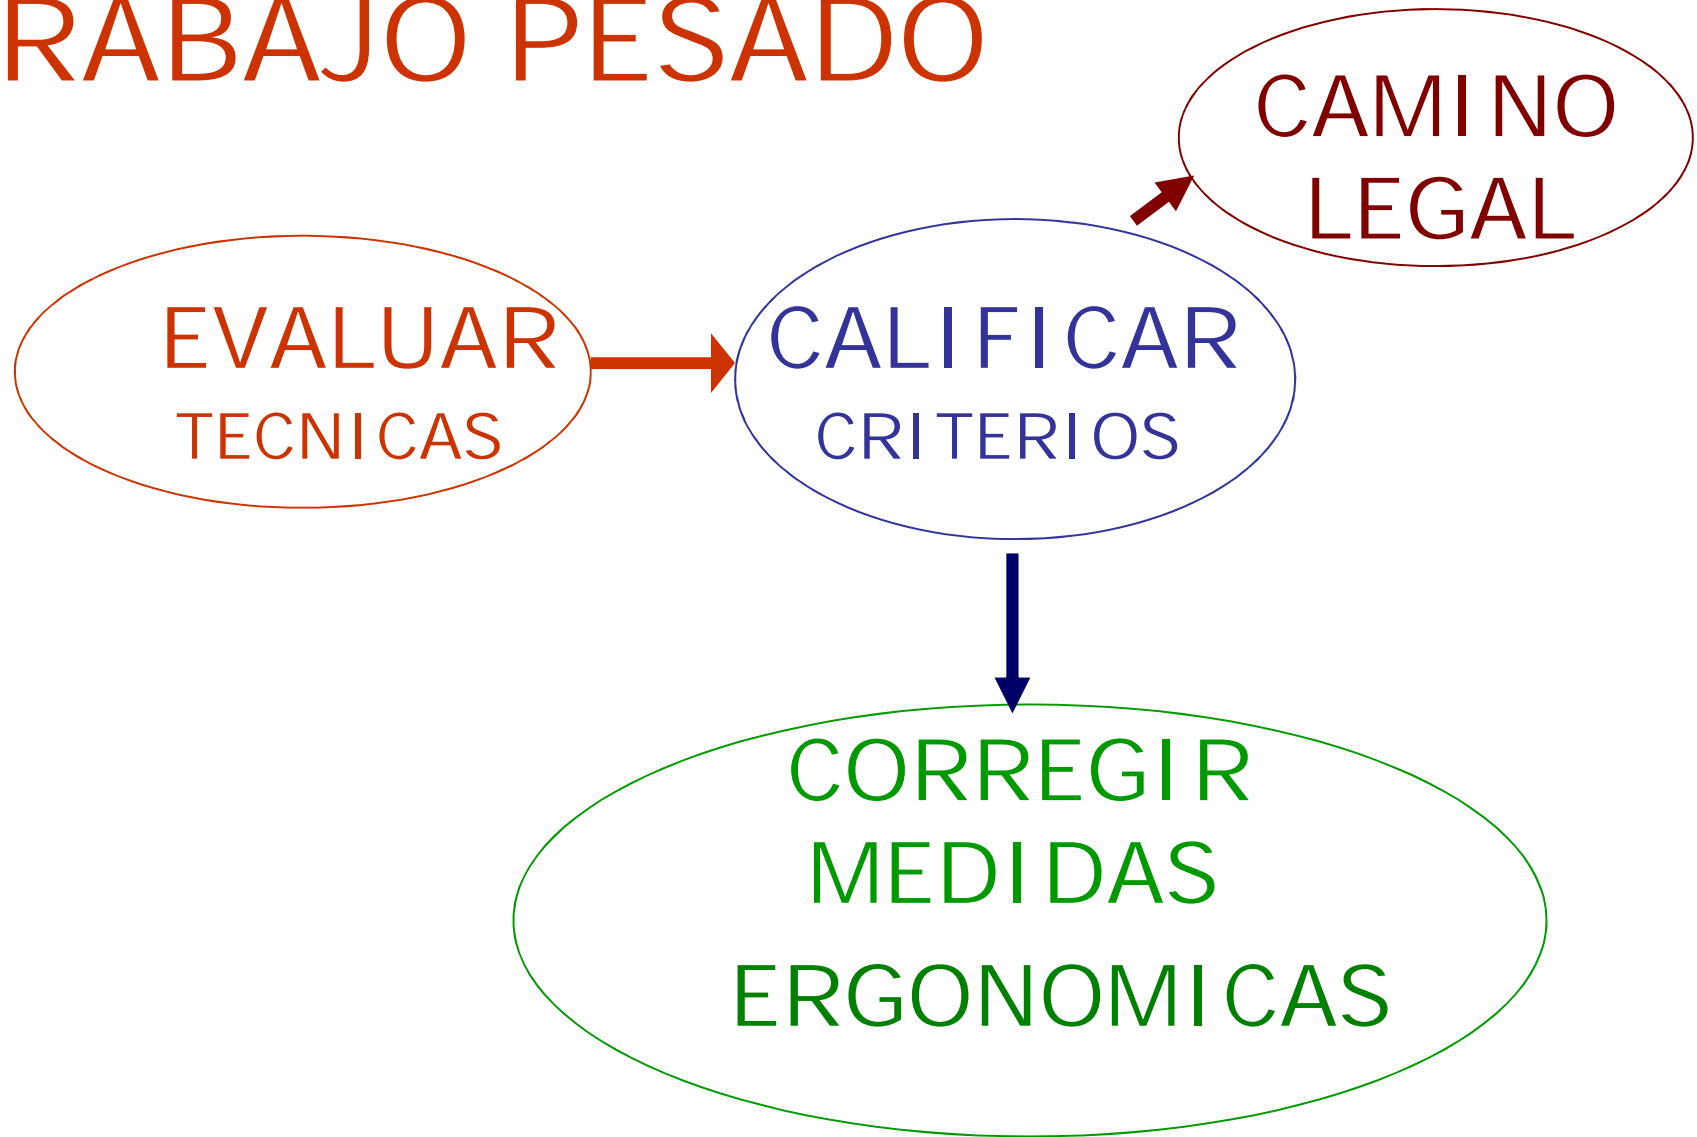 RABAJO PESADO
CAMINO
LEGAL
EVALUAR
TECNICAS
CALIFICAR
CRITERIOS
CORREGIR
MEDIDAS
ERGONOMICAS